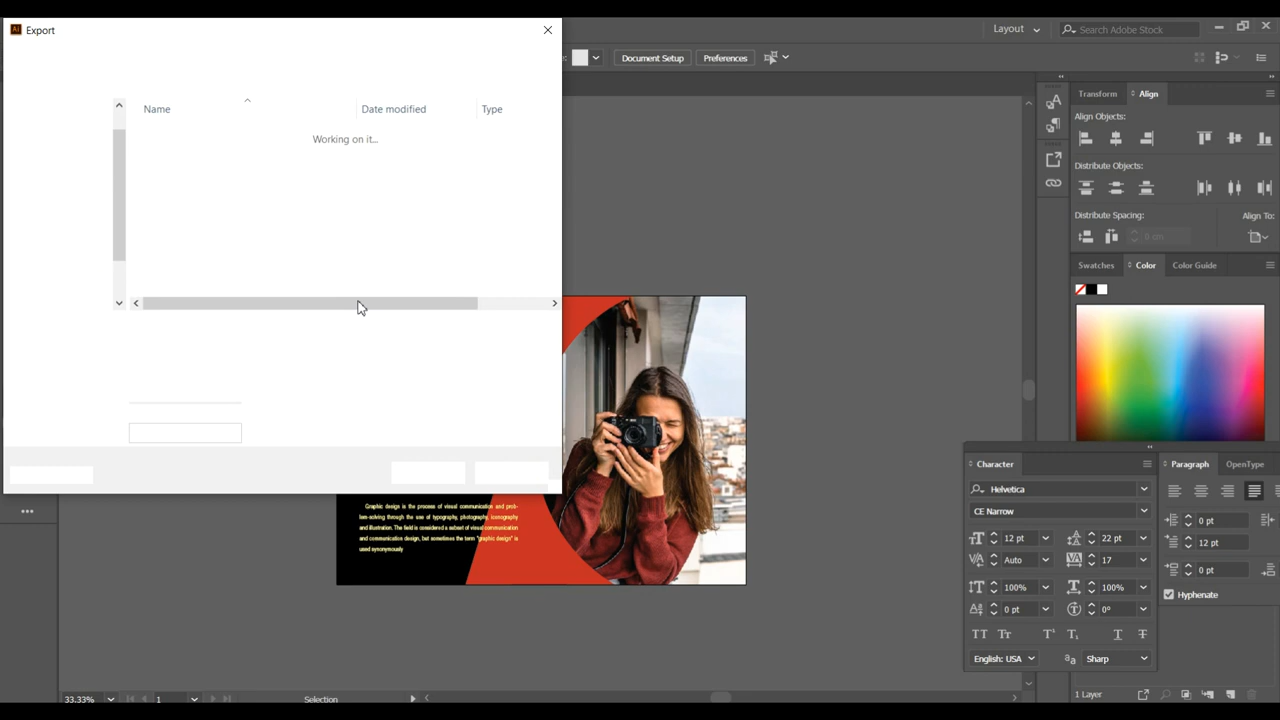 Export
Layout
Search Adobe Stock
Document Setup
Preferences
Name
Date modified
Type
Working on it...
Transform
Align
Align Objects:
Distribute Objects:
Distribute Spacing:
Align To:
0 cm
Swatches
Color
Color Guide
Graphic design is the process of visual communication and prob-
lem-solving through the use of typography, photography, iconography
and illustration. The field is considered a subset of visual communication
and communication design, but sometimes the term "graphic design" is
used synonymously
Character
Paragraph
OpenType
Helvetica
CE Narrow
12 pt
22 pt
0 pt
Auto
17
12 pt
100%
100%
0 pt
0 pt
0°
Hyphenate
English: USA
Sharp
33.33%
1
Selection
1 Layer